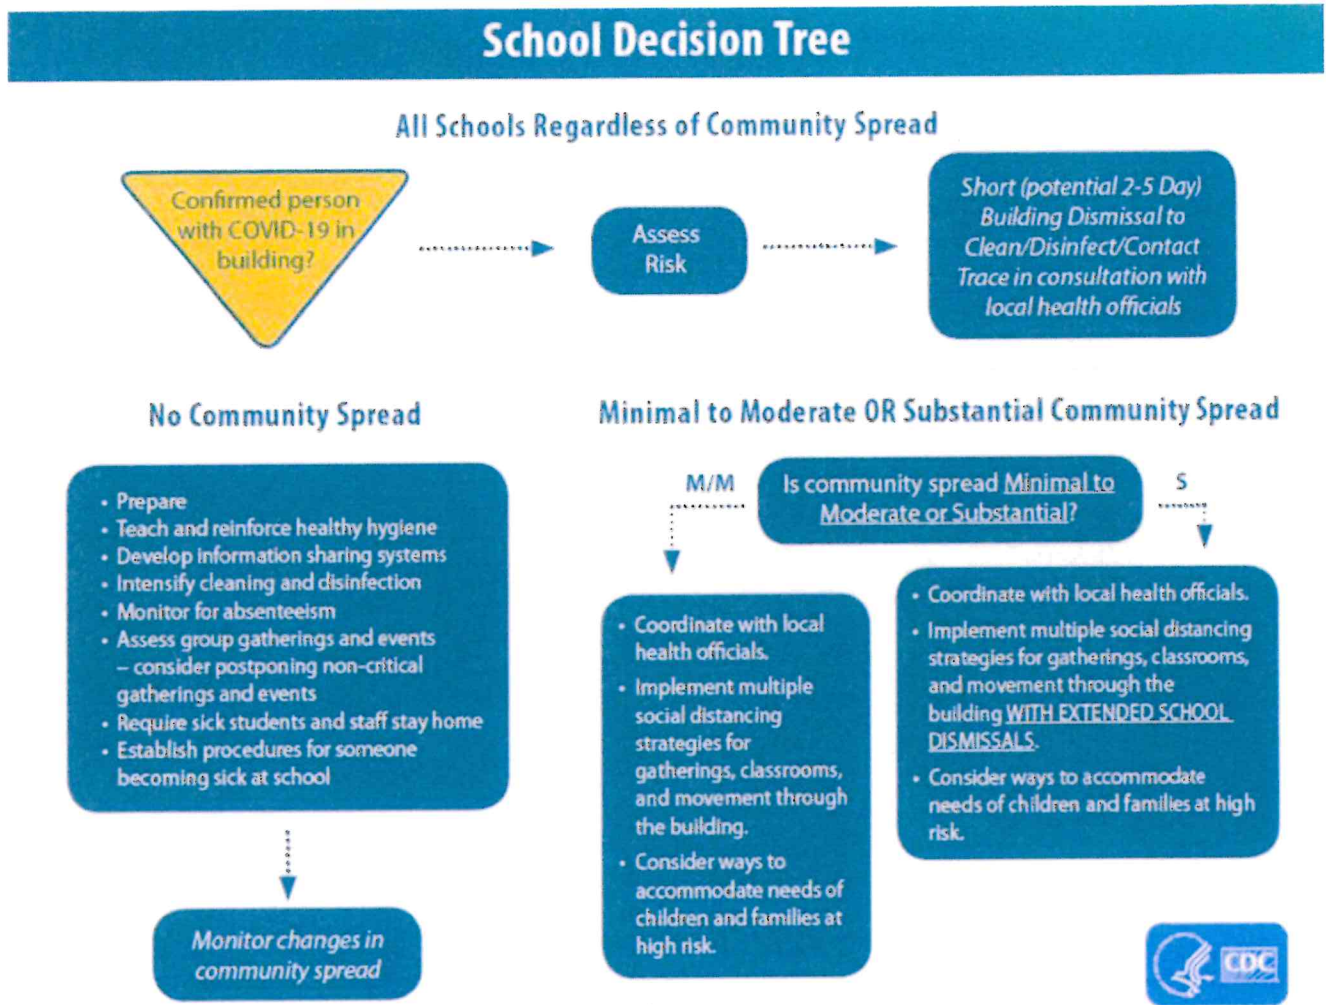 School Decision Tree
All Schools Regardless of Community Spread
Confirmed person
with COVID-19 in
building?
Assess
Risk
Short (potential 2-5 Day)
Building Dismissal to
Clean/Disinfect/Contact
Trace in consultation with
local health officials
No Community Spread
• Prepare
• Teach and reinforce healthy hygiene
• Develop information sharing systems
• Intensify cleaning and disinfection
• Monitor for absenteeism
• Assess group gatherings and events
– consider postponing non-critical
gatherings and events
• Require sick students and staff stay home
• Establish procedures for someone
becoming sick at school
Monitor changes in
community spread
Minimal to Moderate OR Substantial Community Spread
M/M
Is community spread Minimal to
Moderate or Substantial?
S
• Coordinate with local
health officials.
• Implement multiple
social distancing
strategies for
gatherings, classrooms,
and movement through
the building.
• Consider ways to
accommodate needs of
children and families at
high risk.
• Coordinate with local health officials.
• Implement multiple social distancing
strategies for gatherings, classrooms,
and movement through the
building WITH EXTENDED SCHOOL
DISMISSALS.
• Consider ways to accommodate
needs of children and families at high
risk.
CDC